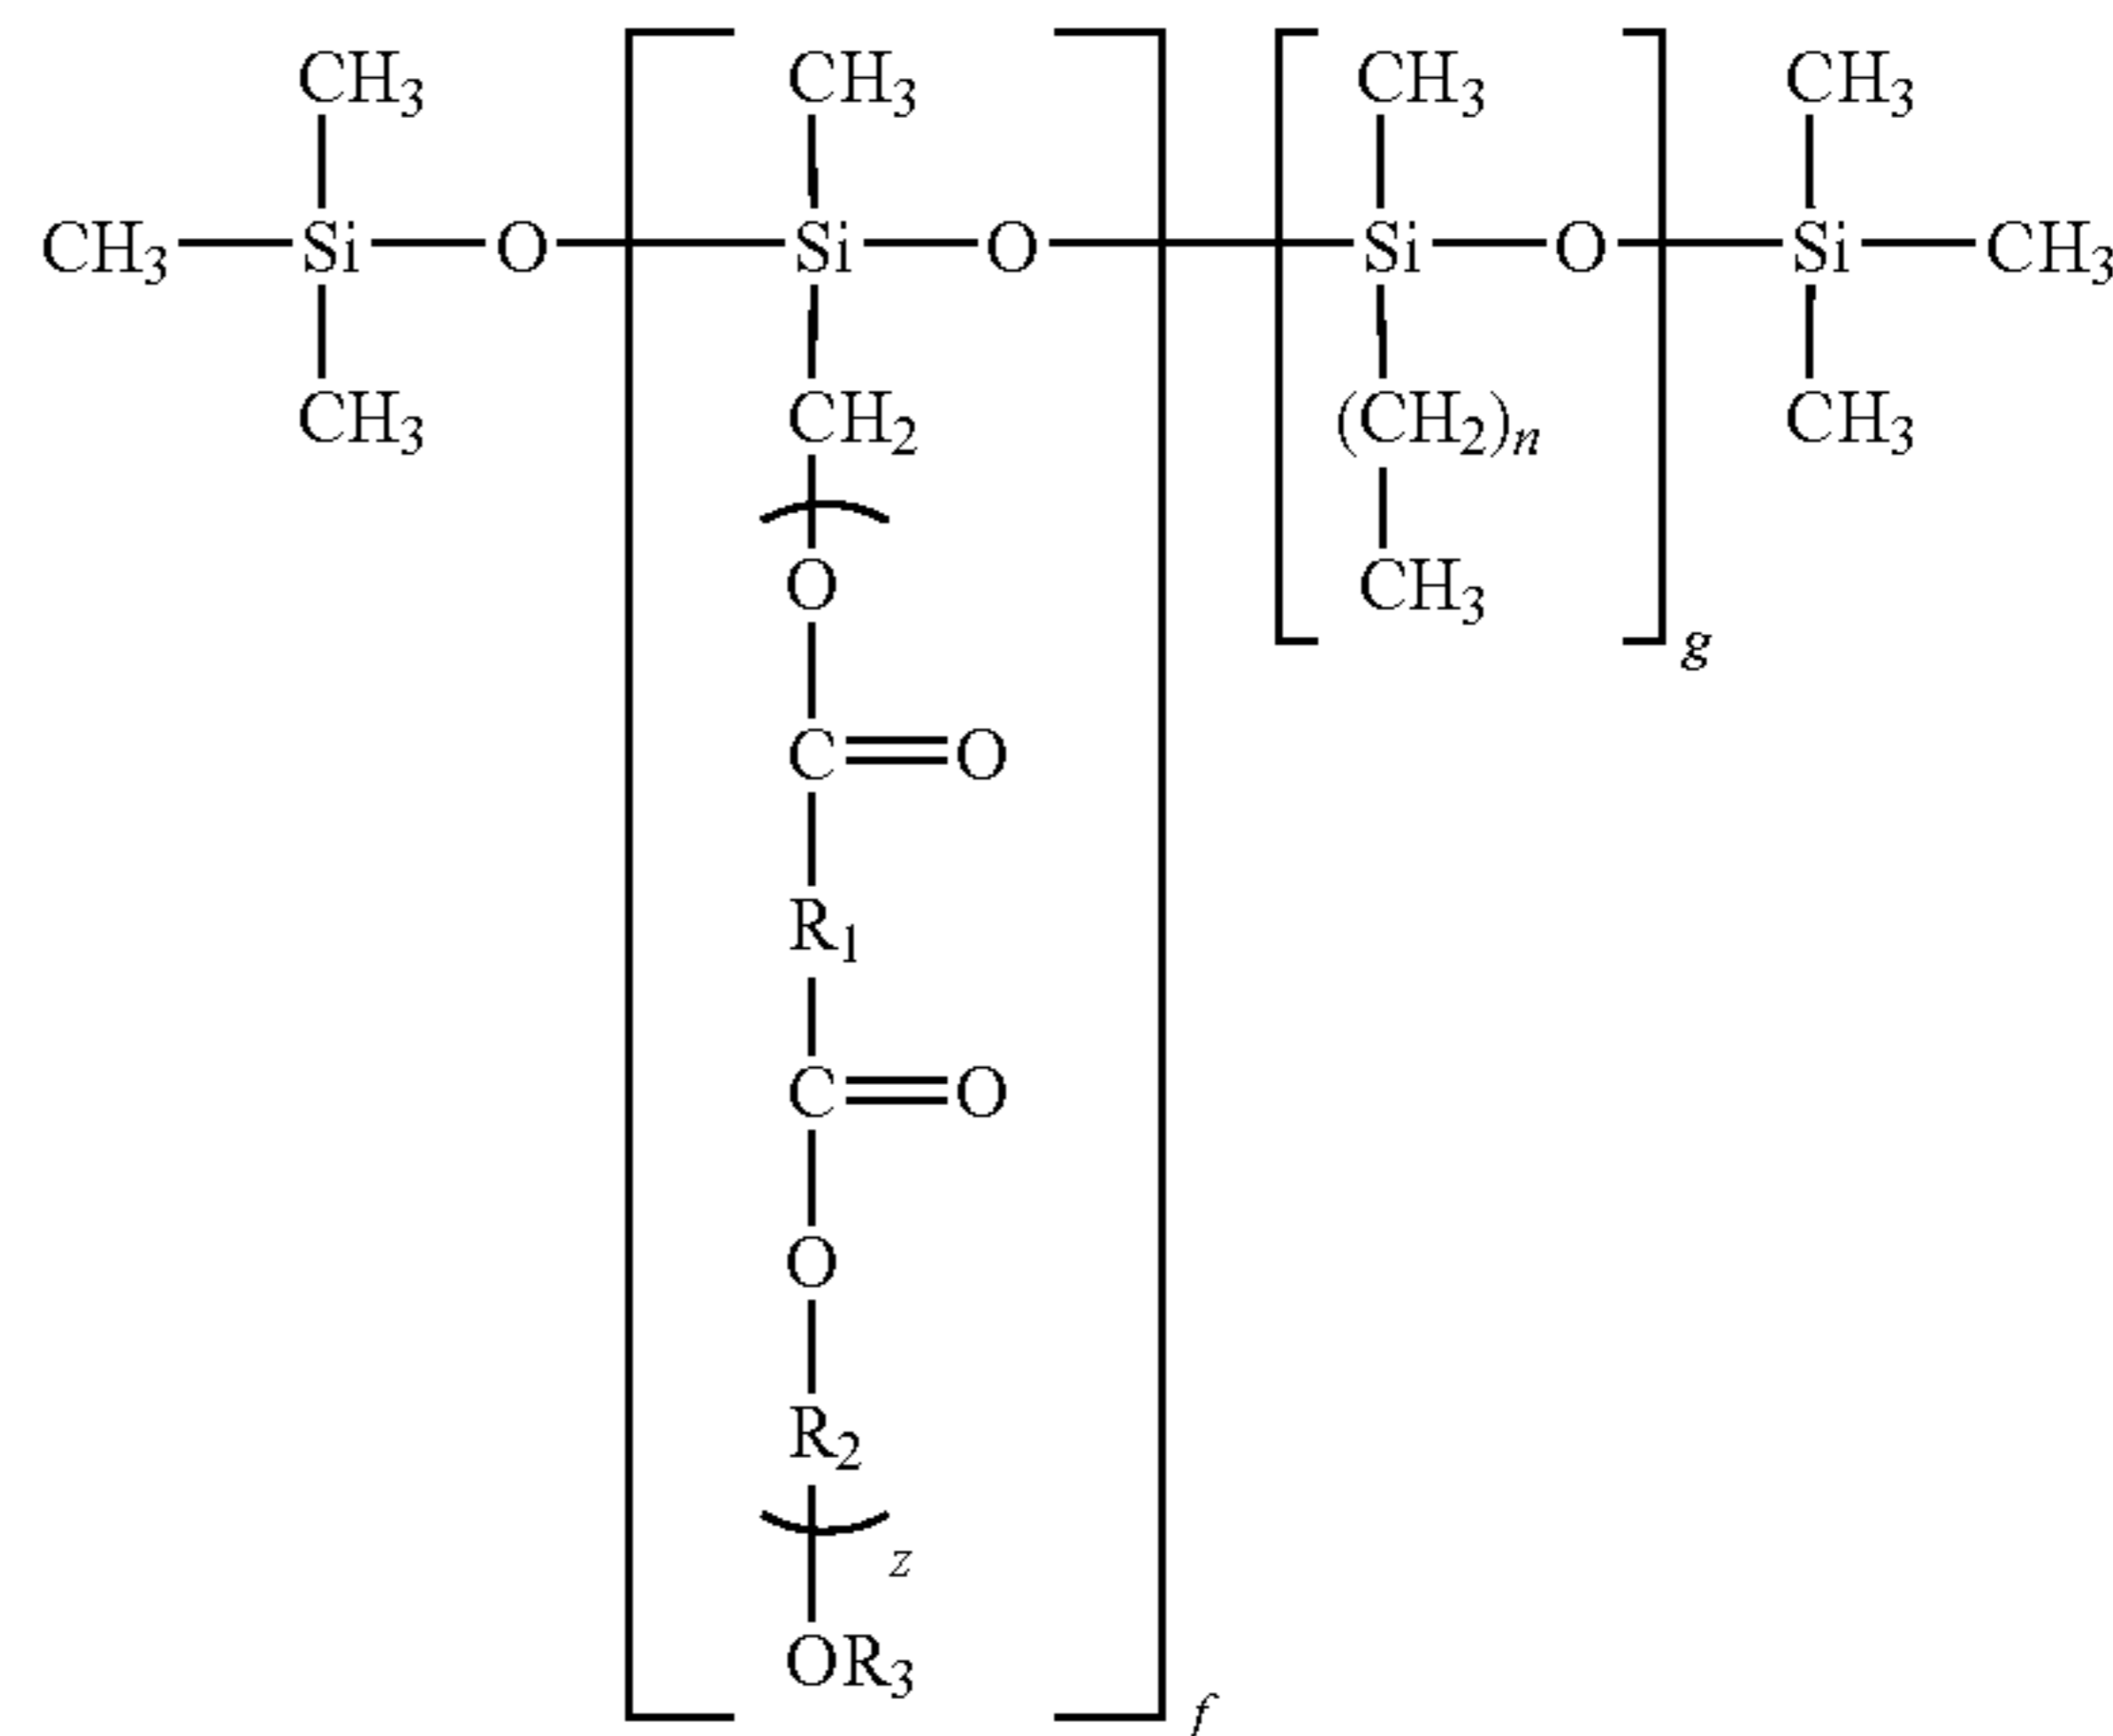 CH₃ CH₃ CH₃ CH₃
CH₃—Si—O—Si—O—Si—O—Si—CH₃
CH₃ CH₂ (CH₂)n CH₃
O CH₃
g
C=O
R₁
C=O
O
R₂
z
OR₃
f